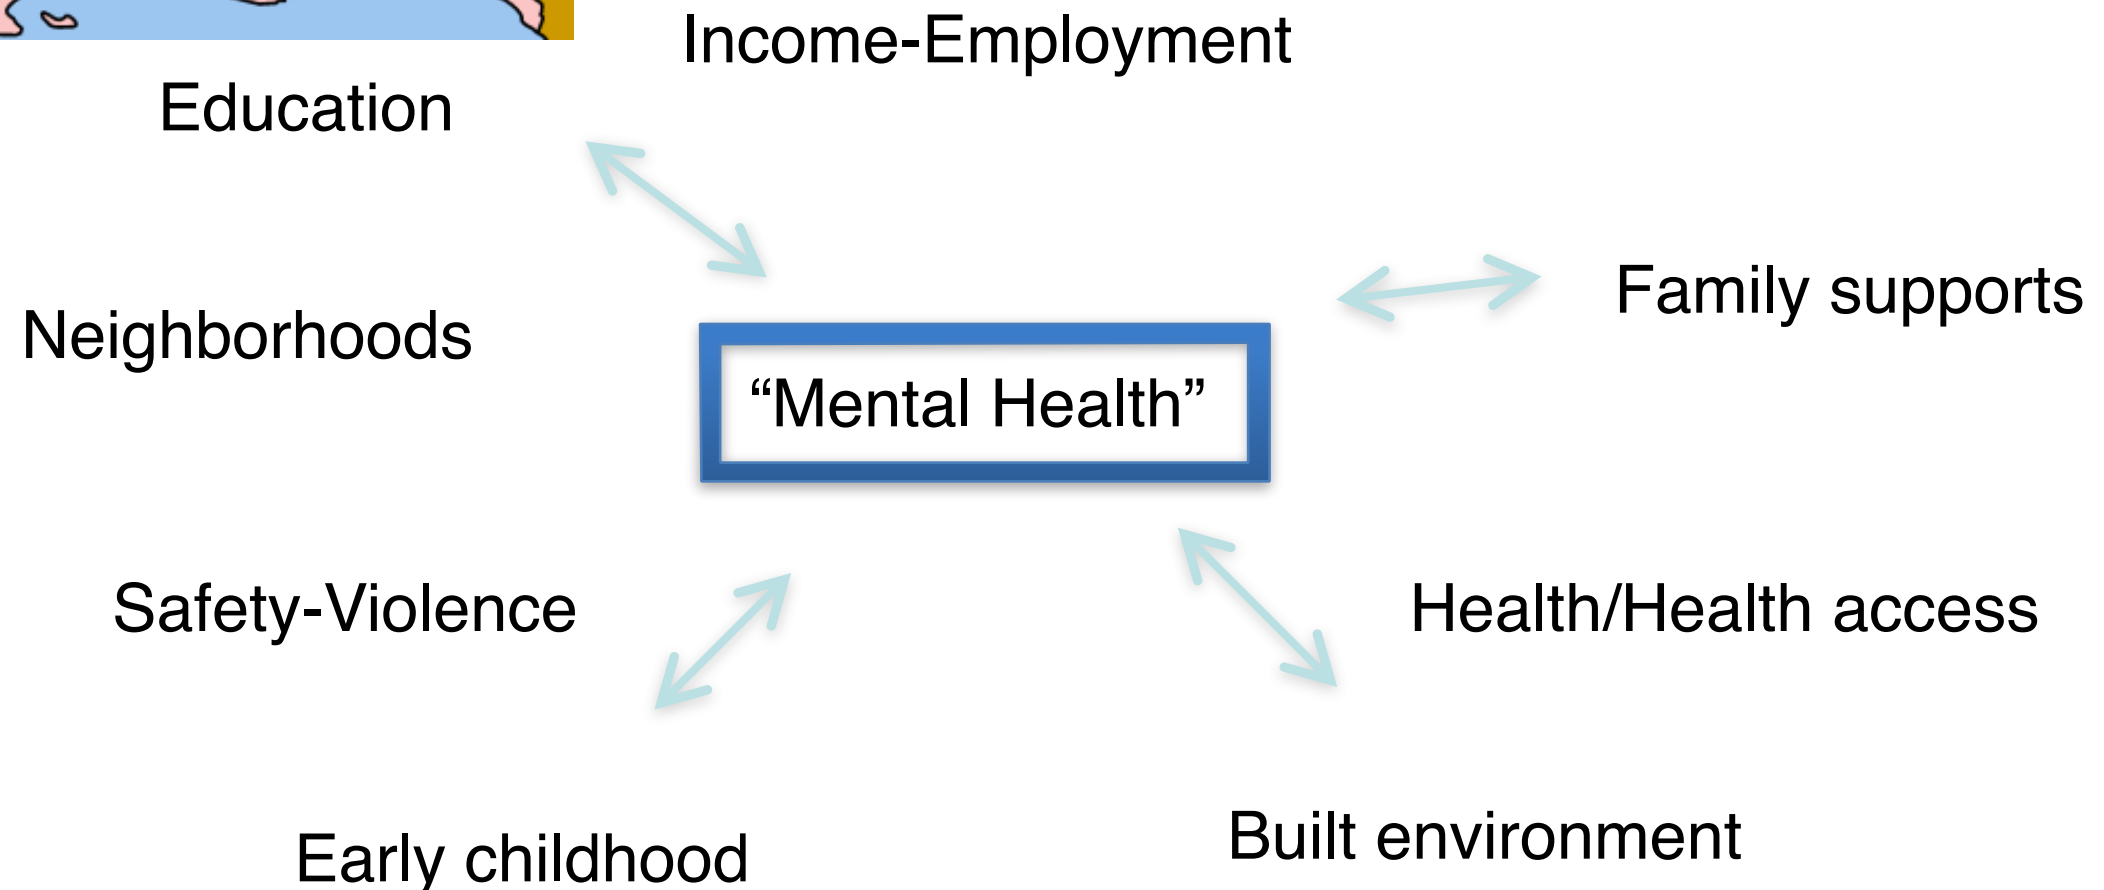 Income-Employment
Education
Family supports
Neighborhoods
“Mental Health”
Safety-Violence
Health/Health access
Built environment
Early childhood